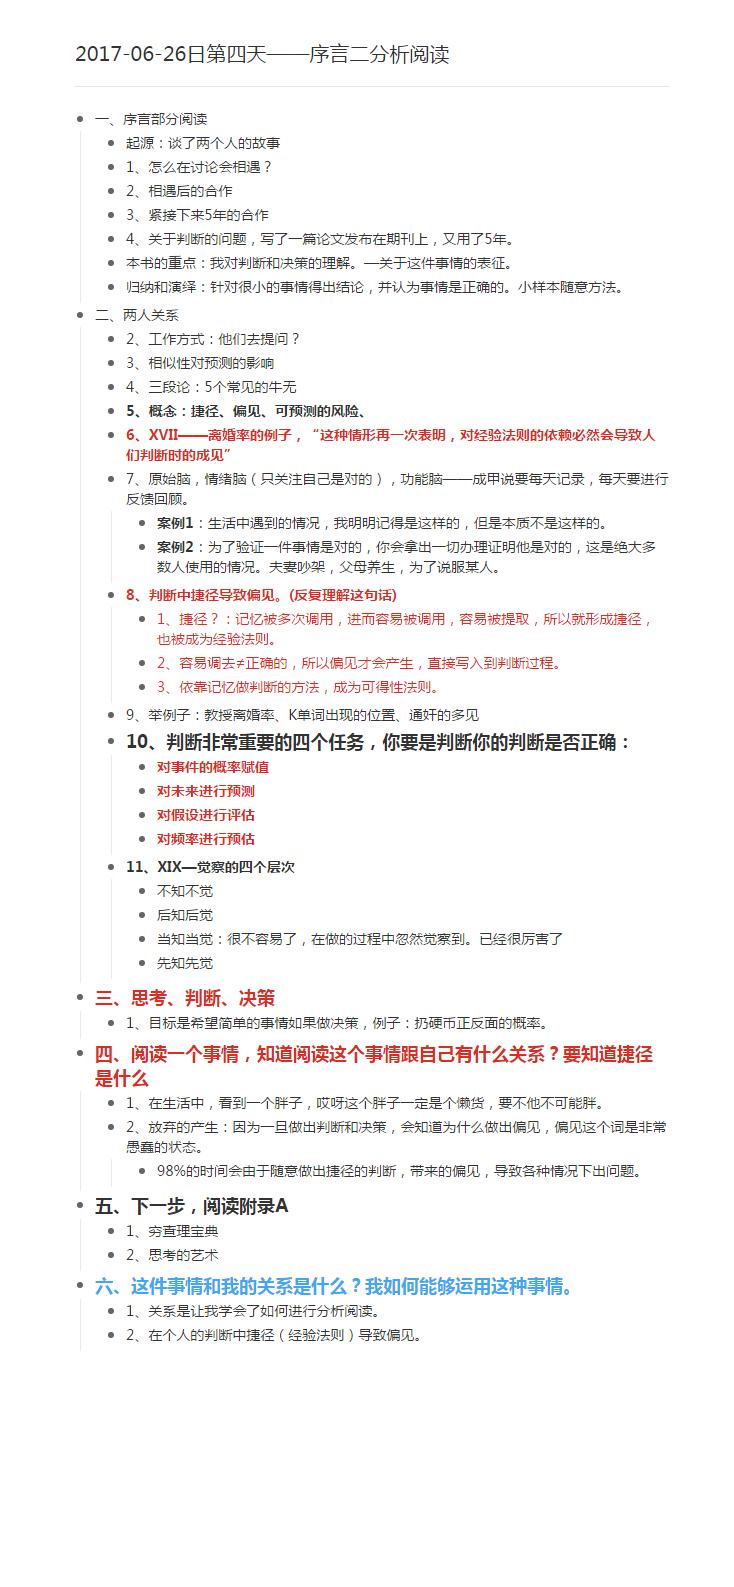 2017-06-26日第四天——序言二分析阅读
一、序言部分阅读
起源：谈了两个人的故事
1、怎么在讨论会相遇？
2、相遇后的合作
3、紧接下来5年的合作
4、关于判断的问题，写了一篇论文发布在期刊上，又用了5年。
本书的重点：我对判断和决策的理解。—关于这件事情的表征。
归纳和演绎：针对很小的事情得出结论，并认为事情是正确的。小样本随意方法。
二、两人关系
2、工作方式：他们去提问？
3、相似性对预测的影响
4、三段论：5个常见的牛无
5、概念：捷径、偏见、可预测的风险、
6、XVII——离婚率的例子，“这种情形再一次表明，对经验法则的依赖必然会导致人
们判断时的成见”
7、原始脑，情绪脑（只关注自己是对的），功能脑——成甲说要每天记录，每天要进行
反馈回顾。
案例1：生活中遇到的情况，我明明记得是这样的，但是本质不是这样的。
案例2：为了验证一件事情是对的，你会拿出一切办理证明他是对的，这是绝大多
数人使用的情况。夫妻吵架，父母养生，为了说服某人。
8、判断中捷径导致偏见。(反复理解这句话)
1、捷径？：记忆被多次调用，进而容易被调用，容易被提取，所以就形成捷径，
也被成为经验法则。
2、容易调去≠正确的，所以偏见才会产生，直接写入到判断过程。
3、依靠记忆做判断的方法，成为可得性法则。
9、举例子：教授离婚率、K单词出现的位置、通奸的多见
10、判断非常重要的四个任务，你要是判断你的判断是否正确：
对事件的概率赋值
对未来进行预测
对假设进行评估
对频率进行预估
11、XIX—觉察的四个层次
不知不觉
后知后觉
当知当觉：很不容易了，在做的过程中忽然觉察到。已经很厉害了
先知先觉
三、思考、判断、决策
1、目标是希望简单的事情如果做决策，例子：扔硬币正反面的概率。
四、阅读一个事情，知道阅读这个事情跟自己有什么关系？要知道捷径
是什么
1、在生活中，看到一个胖子，哎呀这个胖子一定是个懒货，要不他不可能胖。
2、放弃的产生：因为一旦做出判断和决策，会知道为什么做出偏见，偏见这个词是非常
愚蠢的状态。
98%的时间会由于随意做出捷径的判断，带来的偏见，导致各种情况下出问题。
五、下一步，阅读附录A
1、穷查理宝典
2、思考的艺术
六、这件事情和我的关系是什么？我如何能够运用这种事情。
1、关系是让我学会了如何进行分析阅读。
2、在个人的判断中捷径（经验法则）导致偏见。